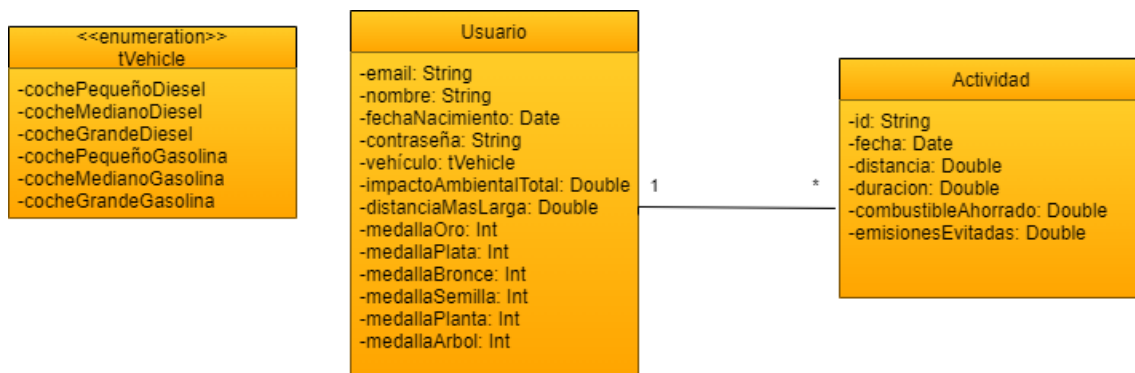 <<enumeration>>
tVehicle
-cochePequeñoDiesel
-cocheMedianoDiesel
-cocheGrandeDiesel
-cochePequeñoGasolina
-cocheMedianoGasolina
-cocheGrandeGasolina
Usuario
-email: String
-nombre: String
-fechaNacimiento: Date
-contraseña: String
-vehículo: tVehicle
-impactoAmbientalTotal: Double
-distanciaMasLarga: Double
-medallaOro: Int
-medallaPlata: Int
-medallaBronce: Int
-medallaSemilla: Int
-medallaPlanta: Int
-medallaArbol: Int
1
*
Actividad
-id: String
-fecha: Date
-distancia: Double
-duracion: Double
-combustibleAhorrado: Double
-emisionesEvitadas: Double